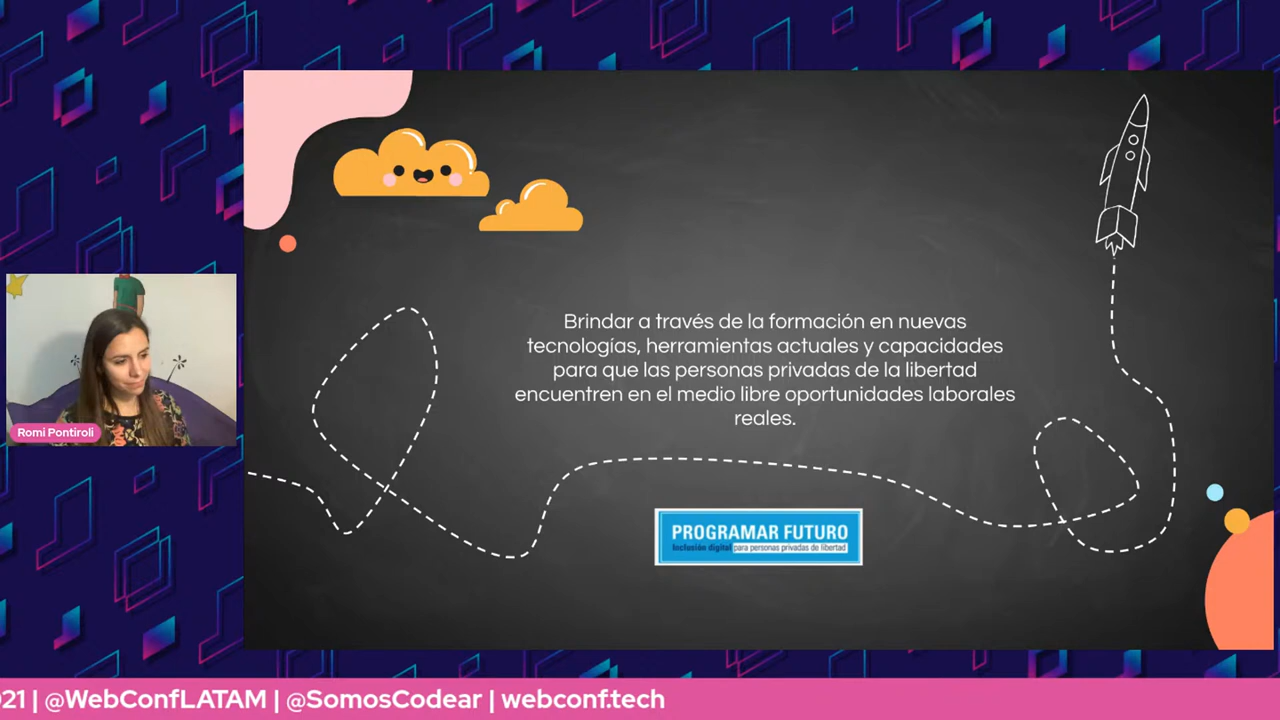 Brindar a través de la formación en nuevas
tecnologías, herramientas actuales y capacidades
para que las personas privadas de la libertad
encuentren en el medio libre oportunidades laborales
reales.
Romi Pontiroli
PROGRAMAR FUTURO
Inclusión digital para personas privadas de libertad
21 | @WebConfLATAM | @SomosCodear | webconf.tech